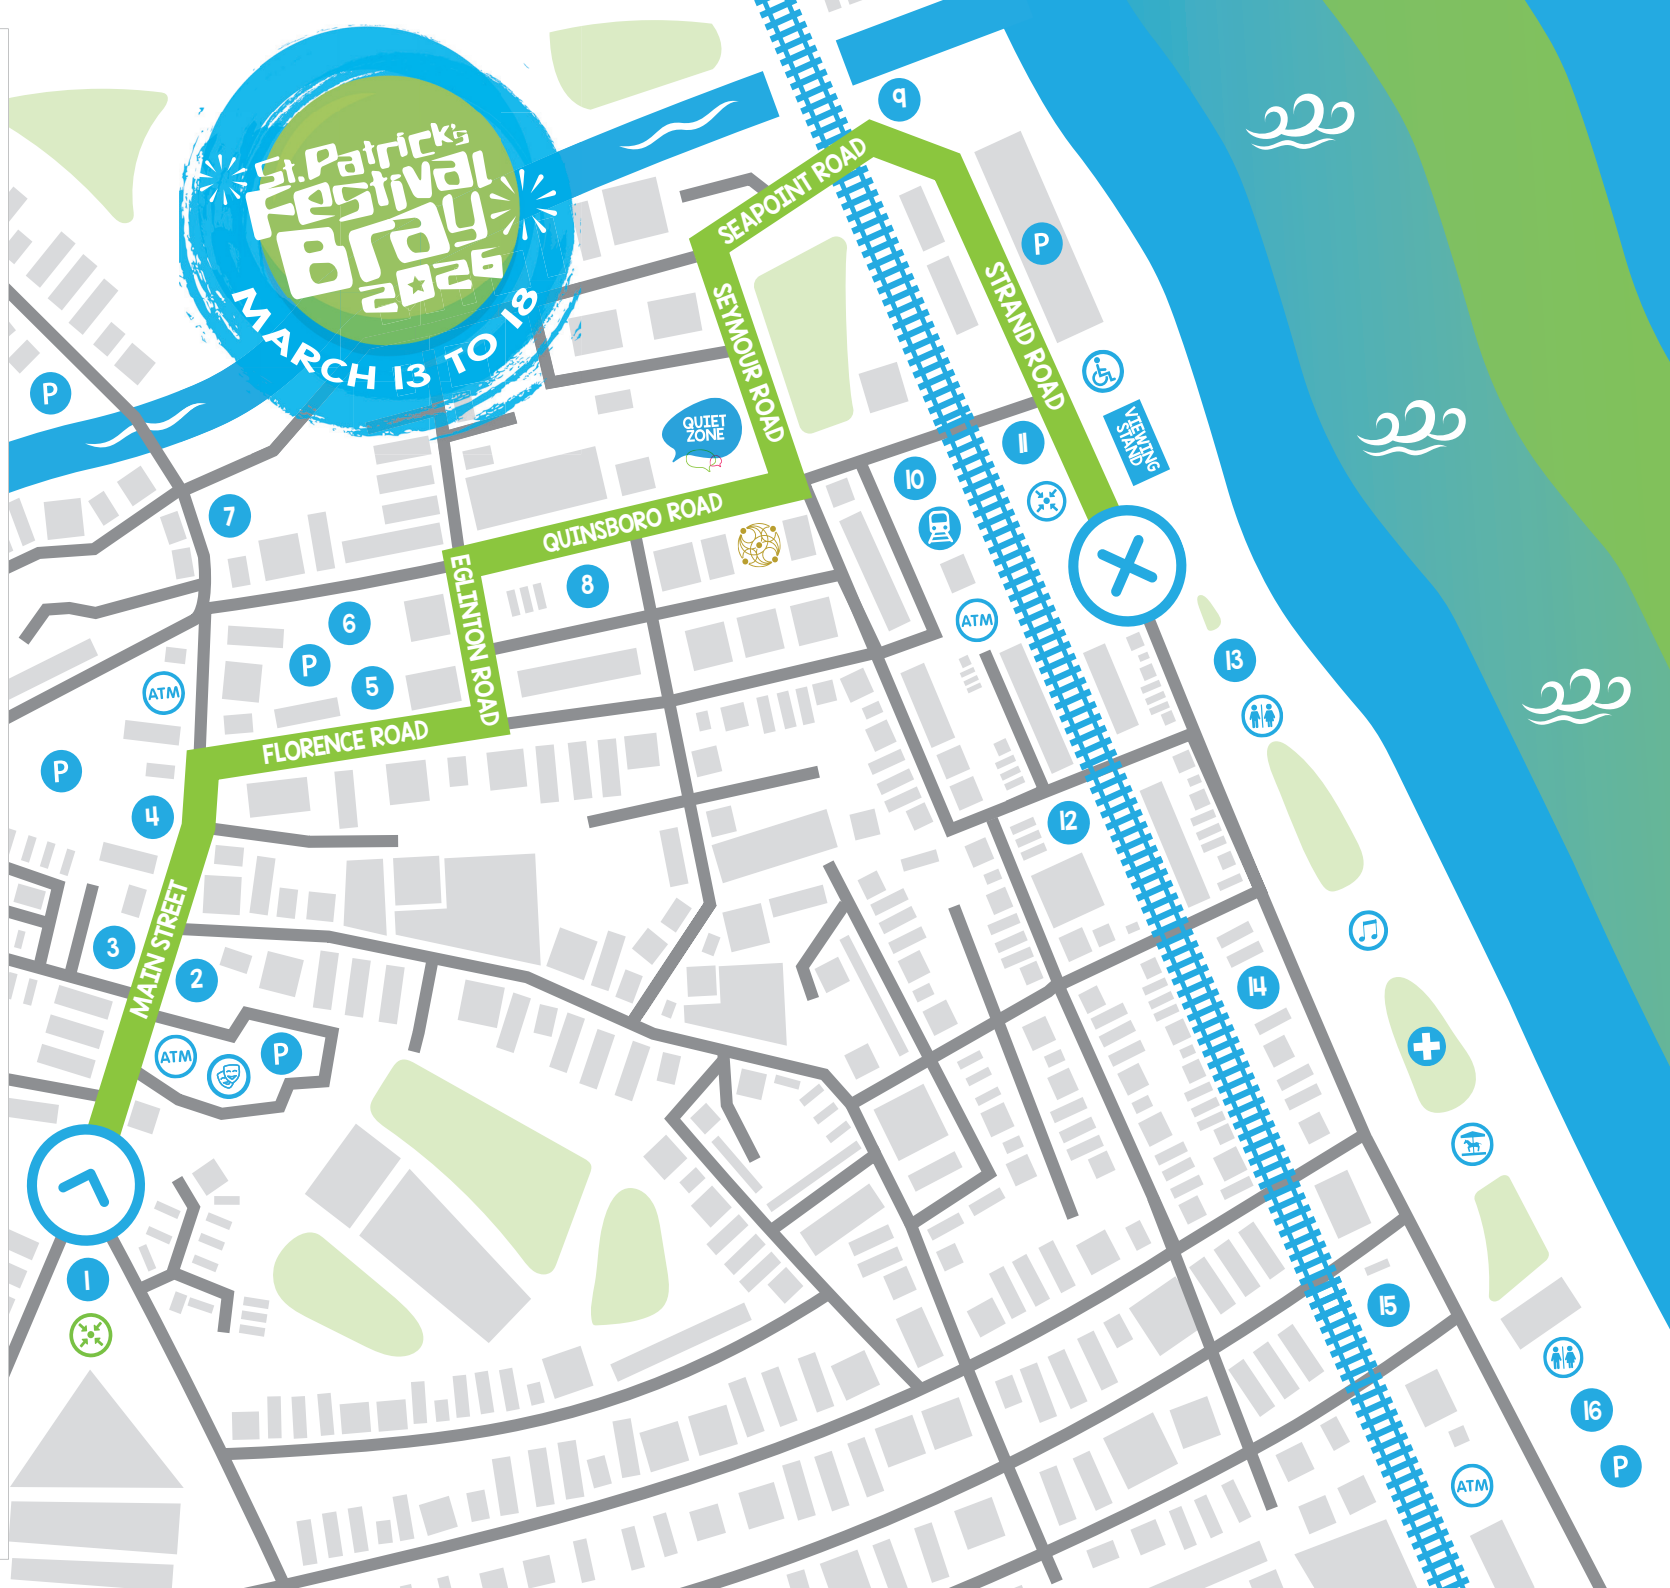 St. Patrick's
Festival
Bray
2026
MARCH 13 TO 18
9
SEAPOINT ROAD
P
STRAND ROAD
SEYMOUR ROAD
P
QUIET
ZONE
VIEWING
STAND
11
10
7
QUINSBORO ROAD
8
EGLINTON ROAD
6
ATM
13
P
5
ATM
FLORENCE ROAD
P
4
12
MAIN STREET
3
2
14
ATM
P
1
15
16
P
ATM